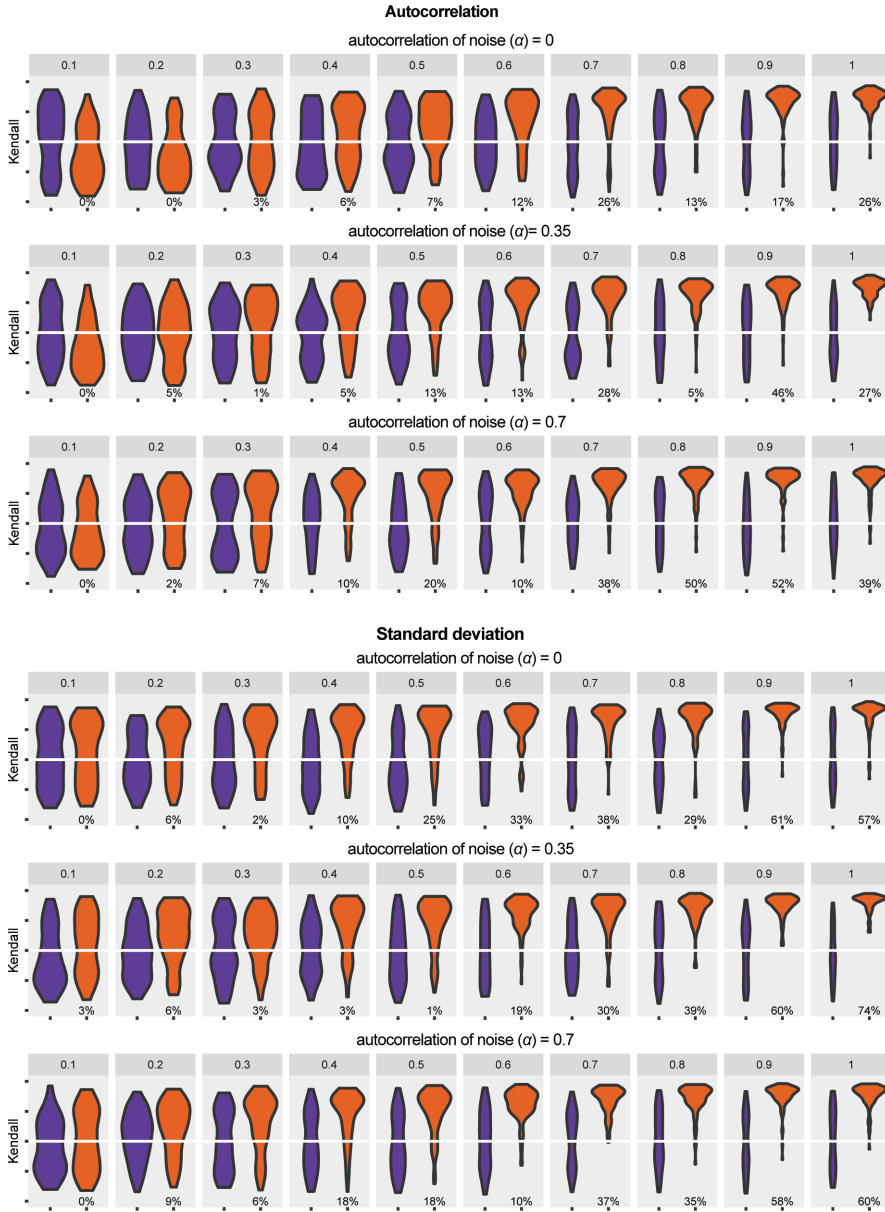 Autocorrelation
autocorrelation of noise (α) = 0
0.1 0.2 0.3 0.4 0.5 0.6 0.7 0.8 0.9 1
Kendall
0% 0% 3% 6% 7% 12% 26% 13% 17% 26%
autocorrelation of noise (α)= 0.35
0.1 0.2 0.3 0.4 0.5 0.6 0.7 0.8 0.9 1
Kendall
0% 5% 1% 5% 13% 13% 28% 5% 46% 27%
autocorrelation of noise (α) = 0.7
0.1 0.2 0.3 0.4 0.5 0.6 0.7 0.8 0.9 1
Kendall
0% 2% 7% 10% 20% 10% 38% 50% 52% 39%
Standard deviation
autocorrelation of noise (α) = 0
0.1 0.2 0.3 0.4 0.5 0.6 0.7 0.8 0.9 1
Kendall
0% 6% 2% 10% 25% 33% 38% 29% 61% 57%
autocorrelation of noise (α) = 0.35
0.1 0.2 0.3 0.4 0.5 0.6 0.7 0.8 0.9 1
Kendall
3% 6% 3% 3% 1% 19% 30% 39% 60% 74%
autocorrelation of noise (α) = 0.7
0.1 0.2 0.3 0.4 0.5 0.6 0.7 0.8 0.9 1
Kendall
0% 9% 6% 18% 18% 10% 37% 35% 58% 60%